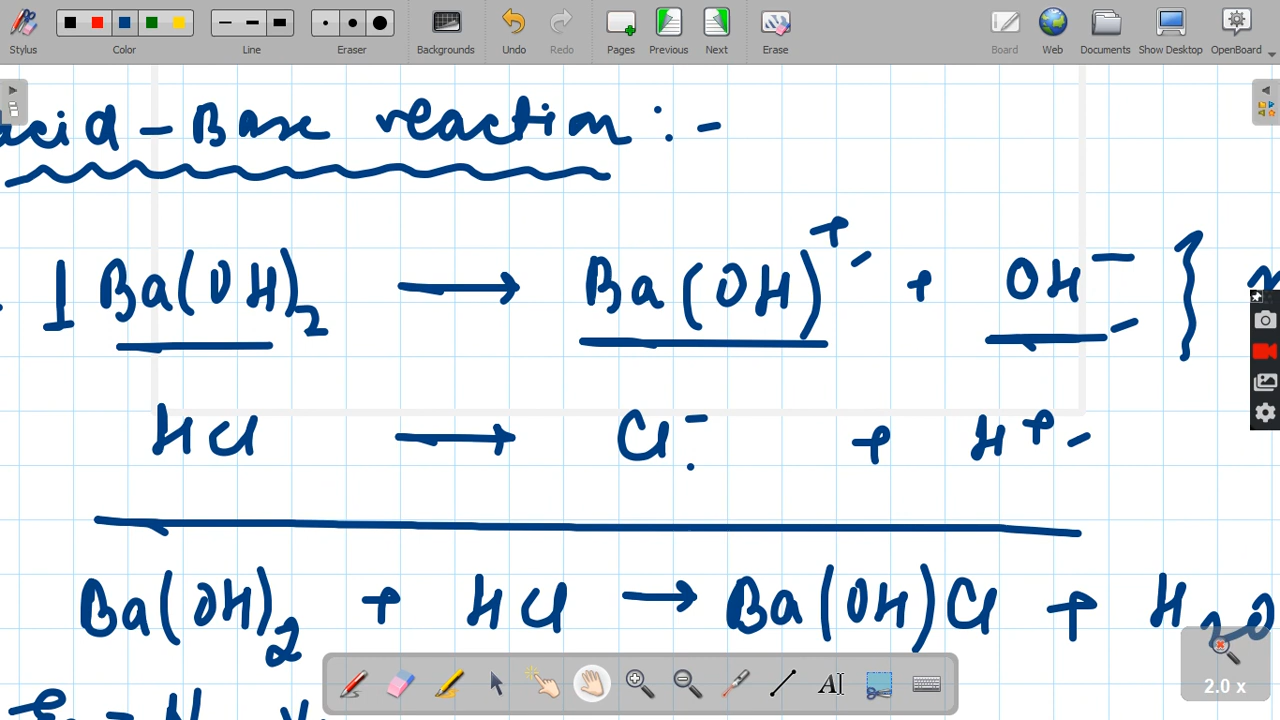 Stylus Color Line Eraser Backgrounds Undo Redo Pages Previous Next Erase Board Web Documents Show Desktop OpenBoard
acid - Base reaction :-
Ba(OH)₂ → Ba(OH)⁺ + OH⁻ }
HCl → Cl⁻ + H⁺
Ba(OH)₂ + HCl → Ba(OH)Cl + H₂O
2.0 x